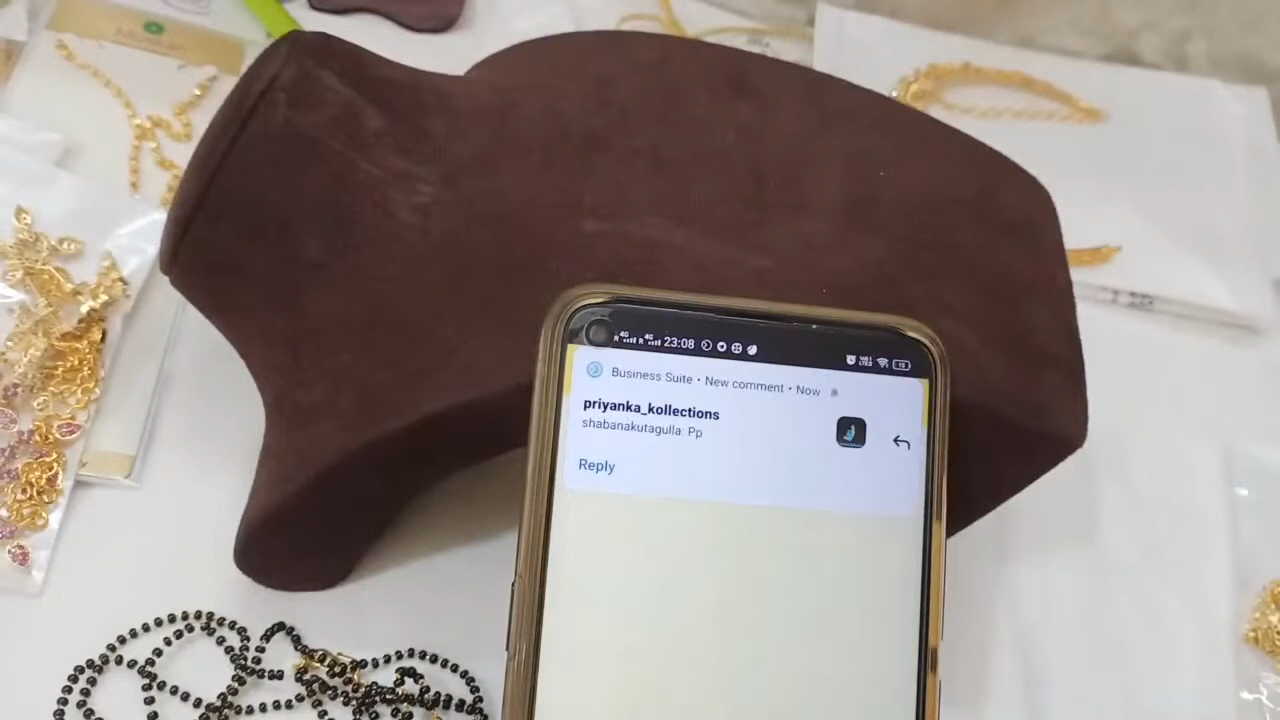 23:08
Business Suite • New comment • Now
priyanka_kollections
shabanakutagulla: Pp
Reply